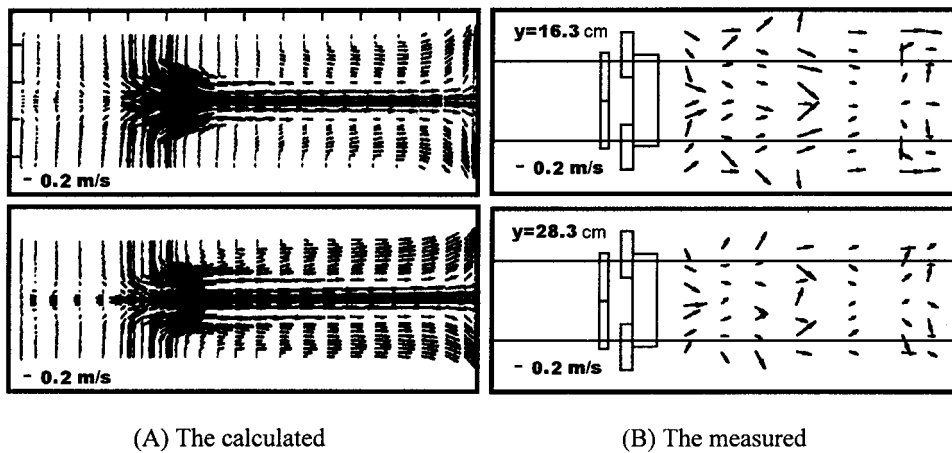 y=16.3 cm
- 0.2 m/s
- 0.2 m/s
y=28.3 cm
- 0.2 m/s
- 0.2 m/s
(A) The calculated
(B) The measured